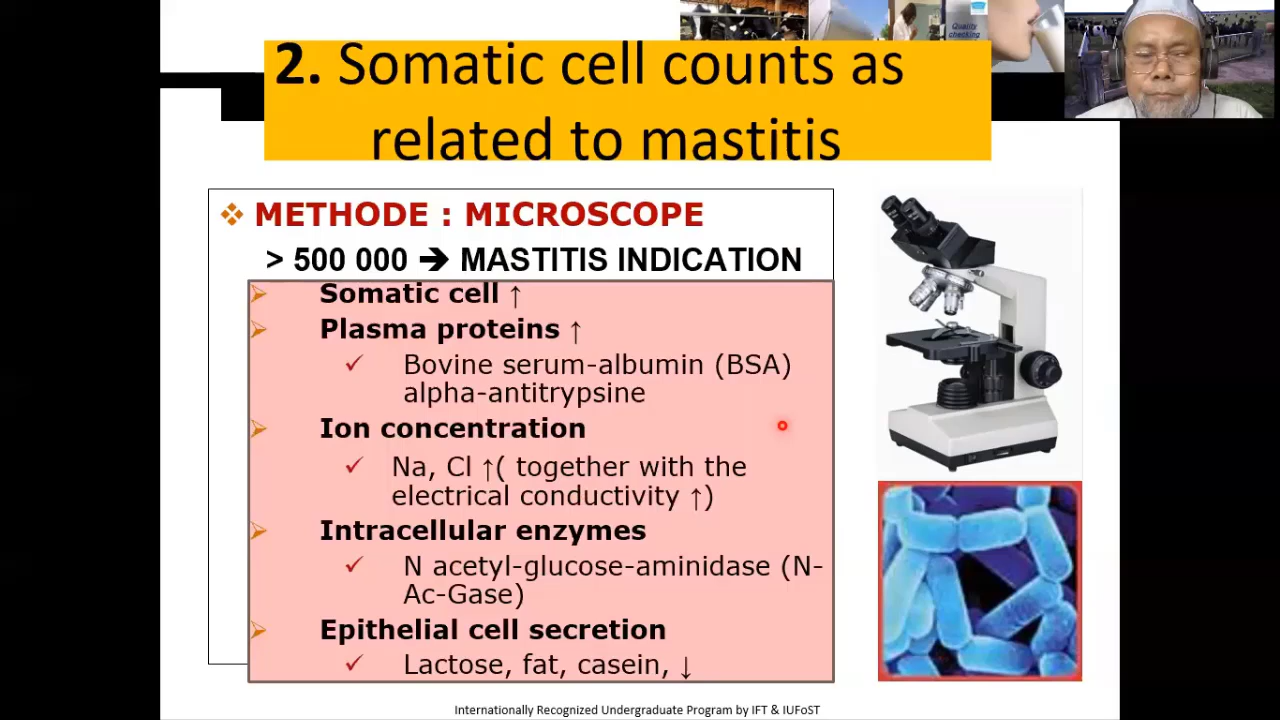 Quality
checking
2. Somatic cell counts as
related to mastitis
❖ METHODE : MICROSCOPE
> 500 000 ➔ MASTITIS INDICATION
➢ Somatic cell ↑
➢ Plasma proteins ↑
✓ Bovine serum-albumin (BSA)
alpha-antitrypsine
➢ Ion concentration
✓ Na, Cl ↑( together with the
electrical conductivity ↑)
➢ Intracellular enzymes
✓ N acetyl-glucose-aminidase (N-
Ac-Gase)
➢ Epithelial cell secretion
✓ Lactose, fat, casein, ↓
Internationally Recognized Undergraduate Program by IFT & IUFoST